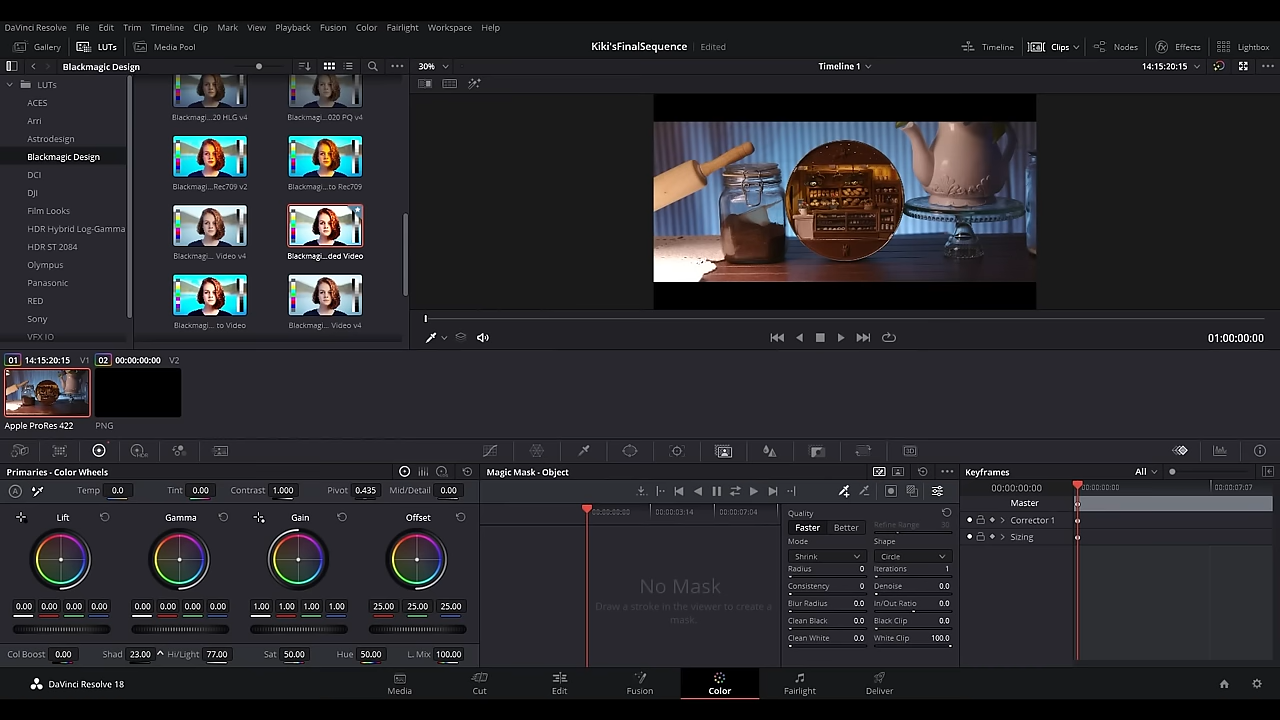 DaVinci Resolve File Edit Trim Timeline Clip Mark View Playback Fusion Color Fairlight Workspace Help
Gallery LUTs Media Pool Kiki'sFinalSequence Edited Timeline Clips Nodes Effects Lightbox
Blackmagic Design 30% Timeline 1 14:15:20:15
LUTs
ACES
Arri
Astrodesign
Blackmagic Design
DCI
DJI
Film Looks
HDR Hybrid Log-Gamma
HDR ST 2084
Olympus
Panasonic
RED
Sony
VFX IO
Blackmagi...20 HLG v4 Blackmagi...020 PQ v4
Blackmagi...Rec709 v2 Blackmagi...to Rec709
Blackmagi... Video v4 Blackmagi...ded Video
Blackmagi... to Video Blackmagi... Video v4
01:00:00:00
01 14:15:20:15 V1 02 00:00:00:00 V2
Apple ProRes 422 PNG
Primaries - Color Wheels
Temp 0.0 Tint 0.00 Contrast 1.000 Pivot 0.435 Mid/Detail 0.00
Lift Gamma Gain Offset
0.00 0.00 0.00 0.00 0.00 0.00 0.00 0.00 1.00 1.00 1.00 1.00 25.00 25.00 25.00
Col Boost 0.00 Shad 23.00 Hi/Light 77.00 Sat 50.00 Hue 50.00 L. Mix 100.00
Magic Mask - Object
00:00:00:00 00:00:03:14 00:00:07:04
No Mask
Draw a stroke in the viewer to create a
mask.
Quality
Faster Better Refine Range 30
Mode Shape
Shrink Circle
Radius 0 Iterations 1
Consistency 0 Denoise 0.0
Blur Radius 0.0 In/Out Ratio 0.0
Clean Black 0.0 Black Clip 0.0
Clean White 0.0 White Clip 100.0
Keyframes All
00:00:00:00 00:00:00:00 00:00:07:07
Master
Corrector 1
Sizing
DaVinci Resolve 18 Media Cut Edit Fusion Color Fairlight Deliver